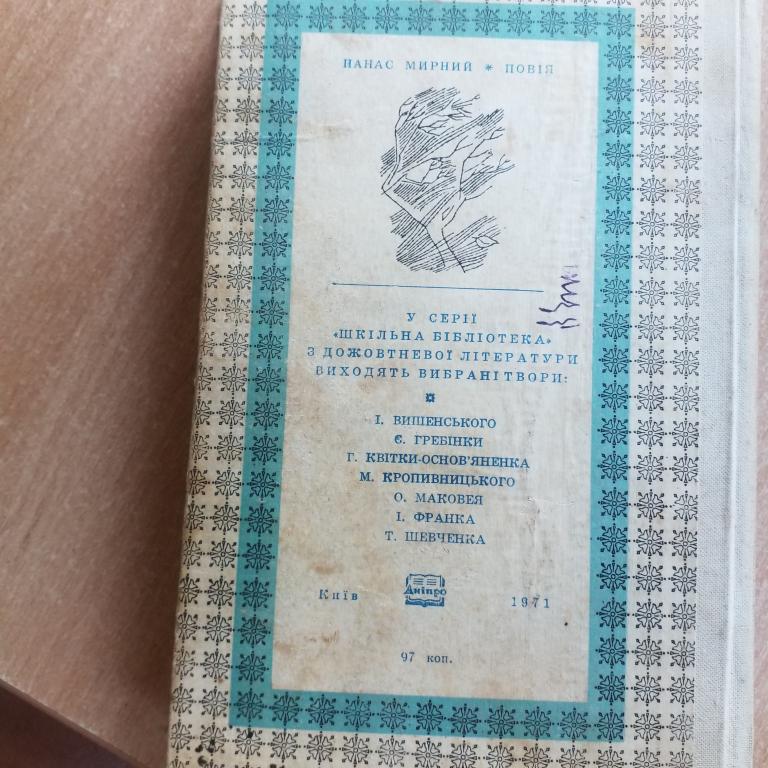 ПАНАС МИРНИЙ * ПОВІЯ
У СЕРІЇ
«ШКІЛЬНА БІБЛІОТЕКА»
З ДОЖОВТНЕВОЇ ЛІТЕРАТУРИ
ВИХОДЯТЬ ВИБРАНІ ТВОРИ:
І. ВИШЕНСЬКОГО
Є. ГРЕБІНКИ
Г. КВІТКИ-ОСНОВ'ЯНЕНКА
М. КРОПИВНИЦЬКОГО
О. МАКОВЕЯ
І. ФРАНКА
Т. ШЕВЧЕНКА
Київ Дніпро 1971
97 коп.